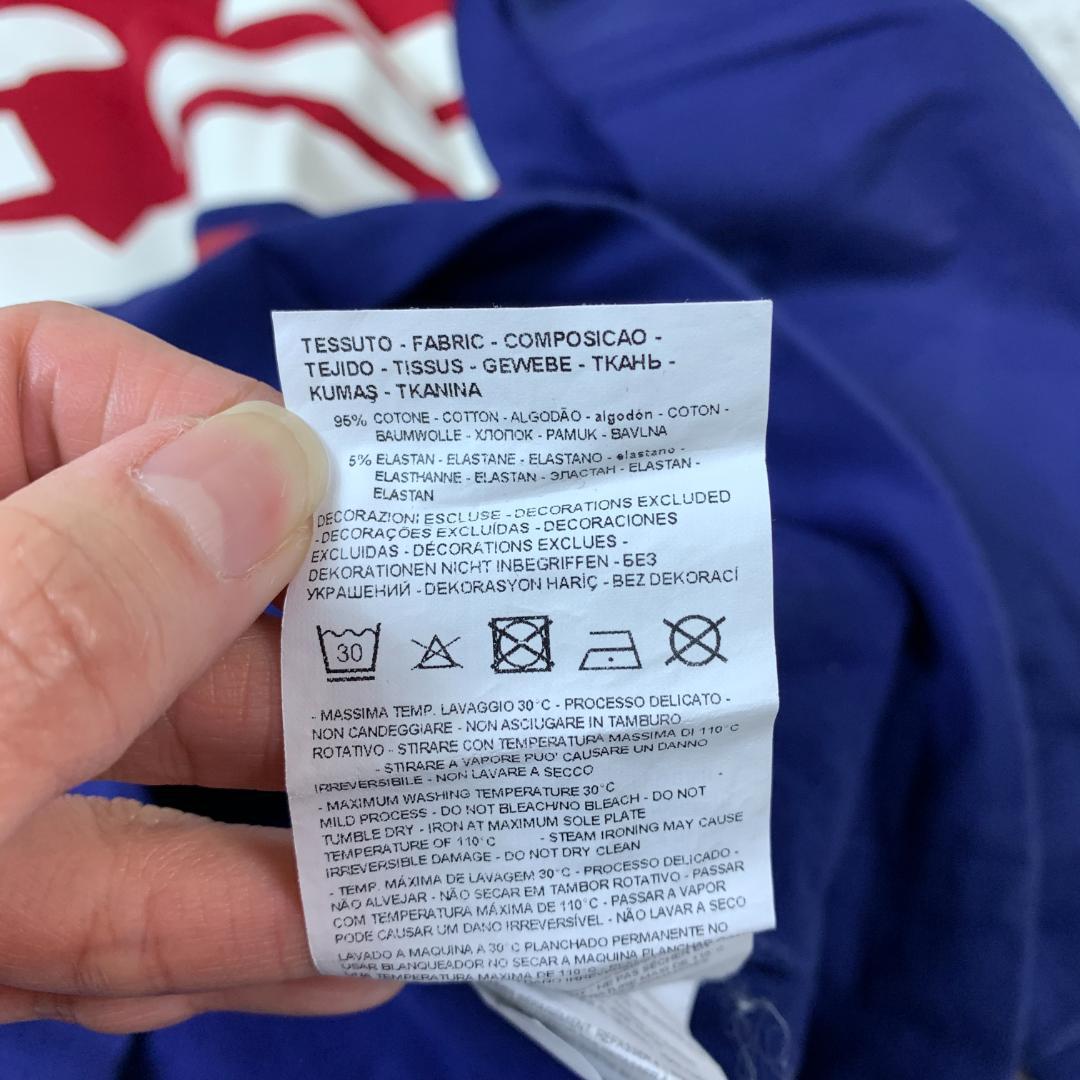 TESSUTO - FABRIC - COMPOSICAO -
TEJIDO - TISSUS - GEWEBE - ТКАНЬ -
KUMAŞ - TKANINA
95% COTONE - COTTON - ALGODÃO - algodón - COTON -
BAUMWOLLE - ХЛОПОК - PAMUK - BAVLNA
5% ELASTAN - ELASTANE - ELASTANO - elastano -
ELASTHANNE - ELASTAN - ЭЛАСТАН - ELASTAN -
ELASTAN
DECORAZIONI ESCLUSE - DECORATIONS EXCLUDED
- DECORAÇÕES EXCLUÍDAS - DECORACIONES
EXCLUIDAS - DÉCORATIONS EXCLUES -
DEKORATIONEN NICHT INBEGRIFFEN - БЕЗ
УКРАШЕНИЙ - DEKORASYON HARİÇ - BEZ DEKORACÍ
30
- MASSIMA TEMP. LAVAGGIO 30°C - PROCESSO DELICATO -
NON CANDEGGIARE - NON ASCIUGARE IN TAMBURO
ROTATIVO - STIRARE CON TEMPERATURA MASSIMA DI 110°C
- STIRARE A VAPORE PUO' CAUSARE UN DANNO
IRREVERSIBILE - NON LAVARE A SECCO
- MAXIMUM WASHING TEMPERATURE 30°C
MILD PROCESS - DO NOT BLEACH/NO BLEACH - DO NOT
TUMBLE DRY - IRON AT MAXIMUM SOLE PLATE
TEMPERATURE OF 110°C - STEAM IRONING MAY CAUSE
IRREVERSIBLE DAMAGE - DO NOT DRY CLEAN
- TEMP. MÁXIMA DE LAVAGEM 30°C - PROCESSO DELICADO -
NÃO ALVEJAR - NÃO SECAR EM TAMBOR ROTATIVO - PASSAR
COM TEMPERATURA MÁXIMA DE 110°C - PASSAR A VAPOR
PODE CAUSAR UM DANO IRREVERSÍVEL - NÃO LAVAR A SECO
LAVADO A MAQUINA A 30°C PLANCHADO PERMANENTE NO
USAR BLANQUEADOR NO SECAR A MAQUINA PLANCHAR
TEMPERATURA MAXIMA DE 110°C